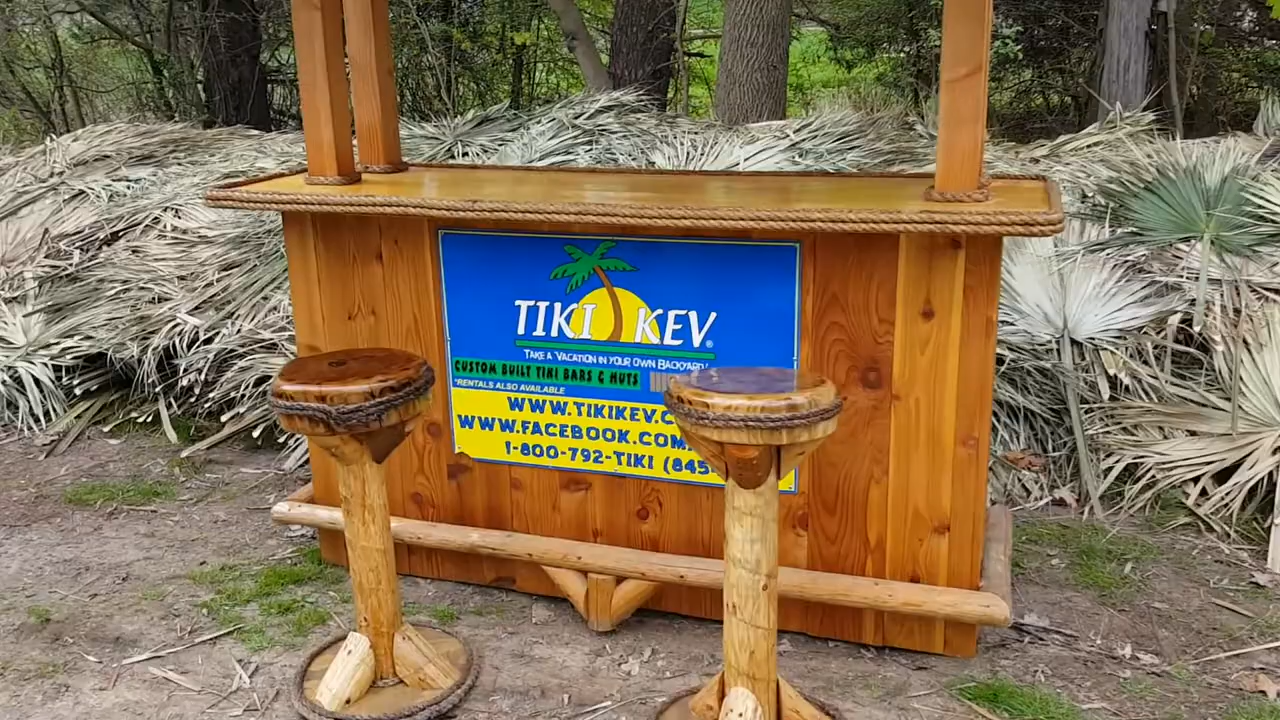 TIKI KEV®
TAKE A VACATION IN YOUR OWN BACKYARD!
CUSTOM BUILT TIKI BARS & HUTS
*RENTALS ALSO AVAILABLE
WWW.TIKIKEV.C
WWW.FACEBOOK.COM/
1-800-792-TIKI (845-